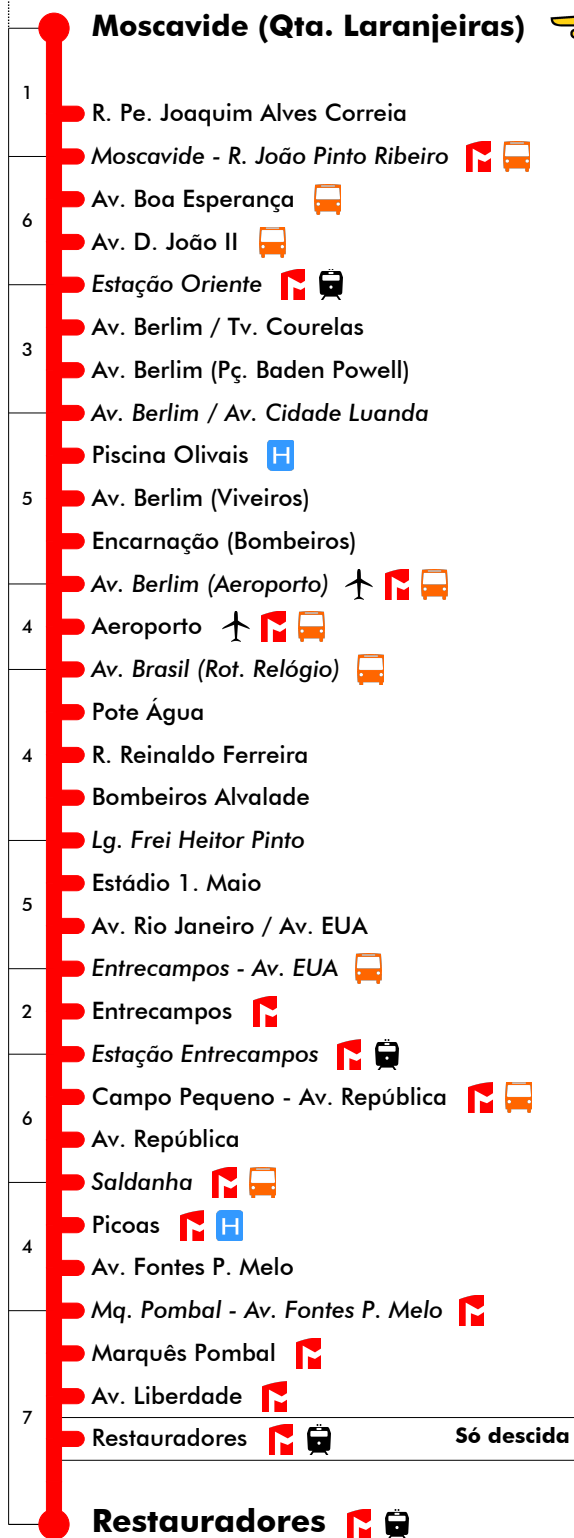 Moscavide (Qta. Laranjeiras)
1
R. Pe. Joaquim Alves Correia
Moscavide - R. João Pinto Ribeiro
Av. Boa Esperança
6
Av. D. João II
Estação Oriente
Av. Berlim / Tv. Courelas
3
Av. Berlim (Pç. Baden Powell)
Av. Berlim / Av. Cidade Luanda
Piscina Olivais H
5 Av. Berlim (Viveiros)
Encarnação (Bombeiros)
Av. Berlim (Aeroporto)
4 Aeroporto
Av. Brasil (Rot. Relógio)
Pote Água
4 R. Reinaldo Ferreira
Bombeiros Alvalade
Lg. Frei Heitor Pinto
Estádio 1. Maio
5
Av. Rio Janeiro / Av. EUA
Entrecampos - Av. EUA
2 Entrecampos
Estação Entrecampos
Campo Pequeno - Av. República
6
Av. República
Saldanha
Picoas H
4
Av. Fontes P. Melo
Mq. Pombal - Av. Fontes P. Melo
Marquês Pombal
Av. Liberdade
7
Restauradores Só descida
Restauradores